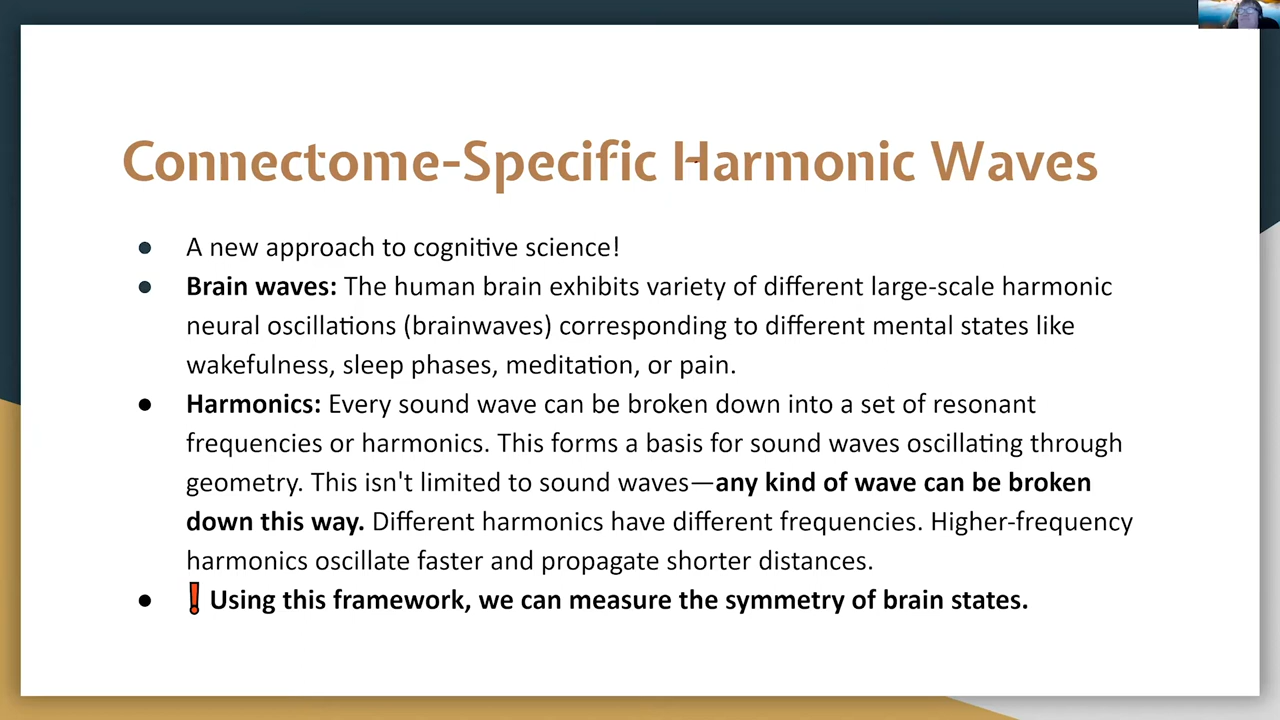 Connectome-Specific Harmonic Waves
● A new approach to cognitive science!
● Brain waves: The human brain exhibits variety of different large-scale harmonic
neural oscillations (brainwaves) corresponding to different mental states like
wakefulness, sleep phases, meditation, or pain.
● Harmonics: Every sound wave can be broken down into a set of resonant
frequencies or harmonics. This forms a basis for sound waves oscillating through
geometry. This isn't limited to sound waves—any kind of wave can be broken
down this way. Different harmonics have different frequencies. Higher-frequency
harmonics oscillate faster and propagate shorter distances.
● ❗Using this framework, we can measure the symmetry of brain states.